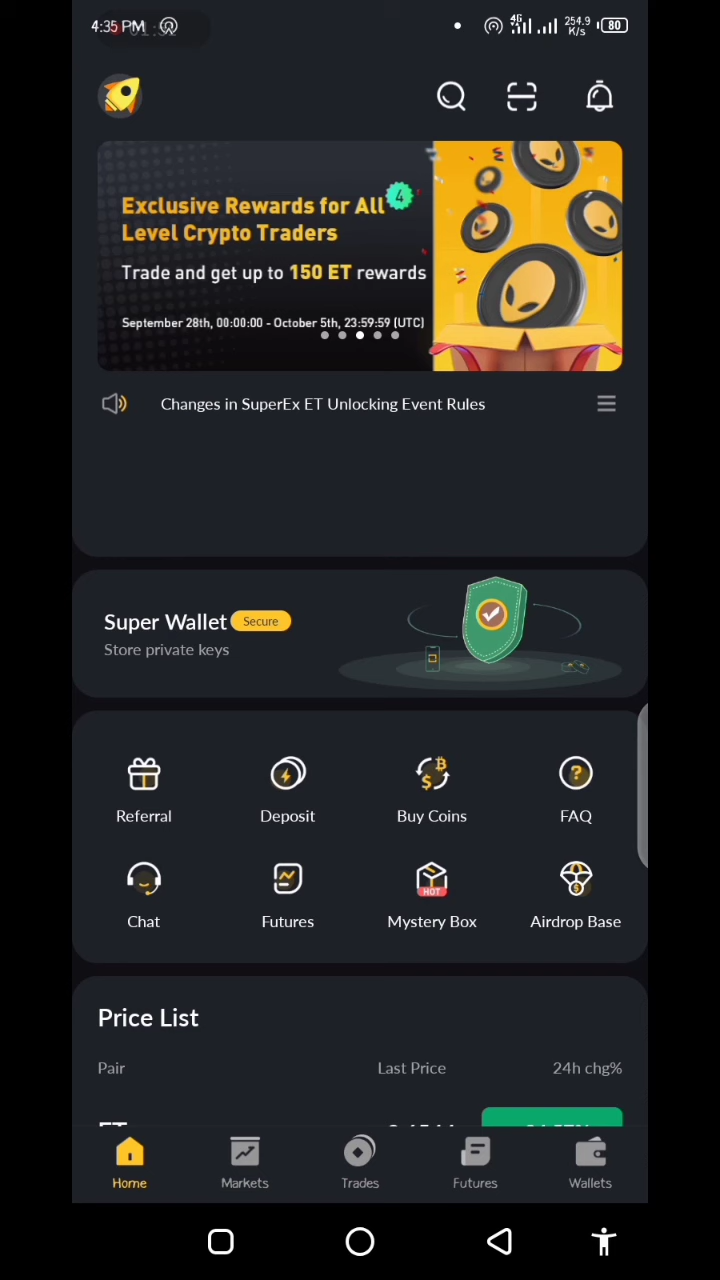 4:35 PM
4G
254.9
K/s
80
Exclusive Rewards for All
4
Level Crypto Traders
Trade and get up to 150 ET rewards
September 28th, 00:00:00 - October 5th, 23:59:59 (UTC)
Changes in SuperEx ET Unlocking Event Rules
Super Wallet Secure
Store private keys
Referral Deposit Buy Coins FAQ
HOT
Chat Futures Mystery Box Airdrop Base
Price List
Pair Last Price 24h chg%
ET
Home Markets Trades Futures Wallets